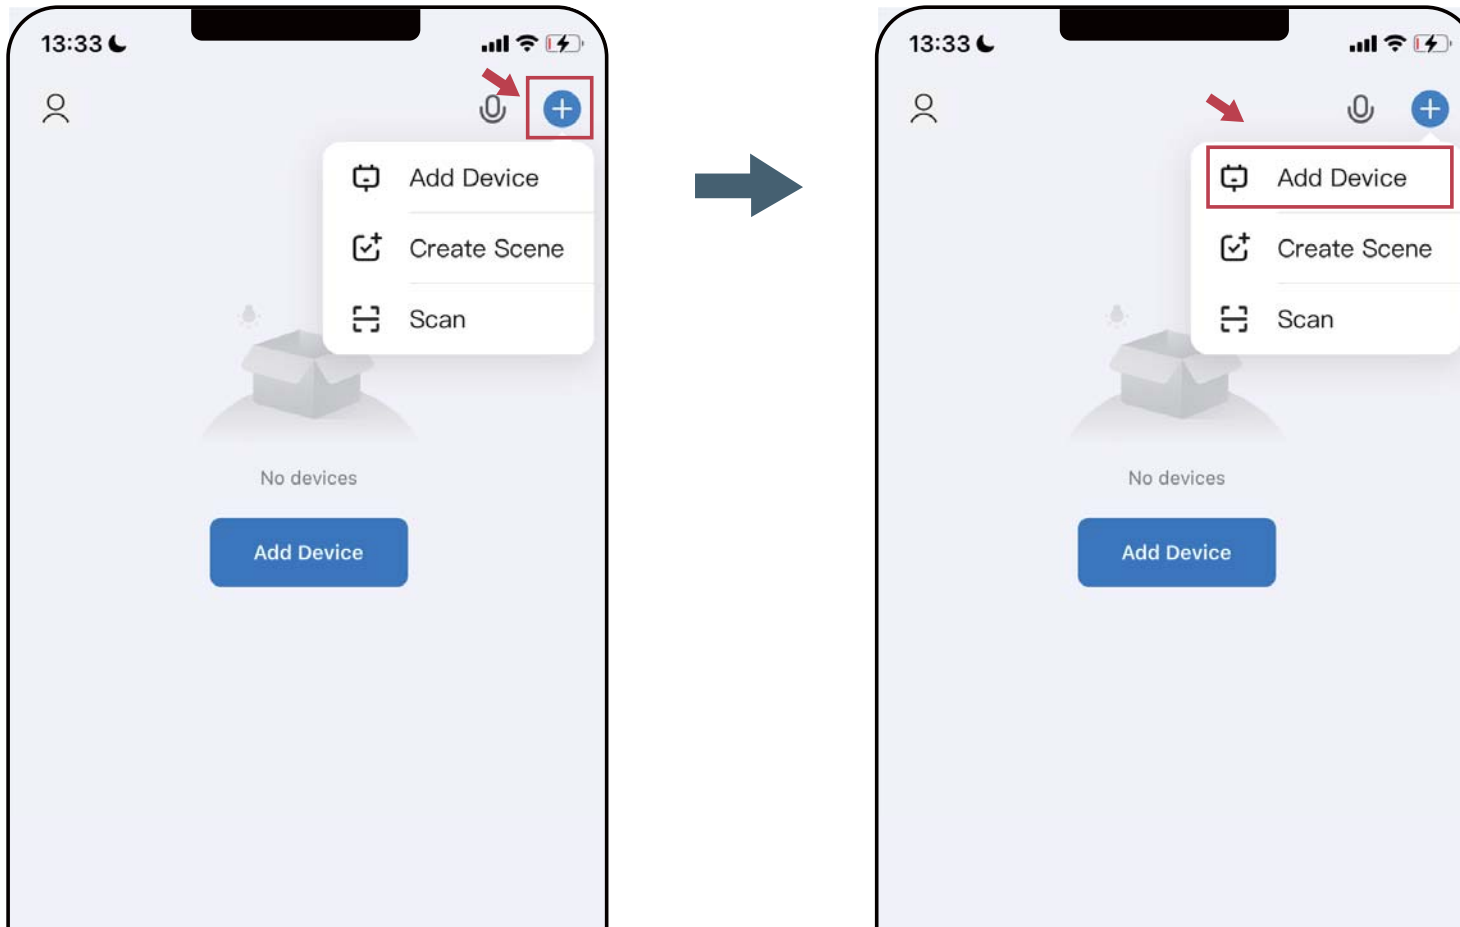 13:33
Add Device
Create Scene
Scan
No devices
Add Device
13:33
Add Device
Create Scene
Scan
No devices
Add Device